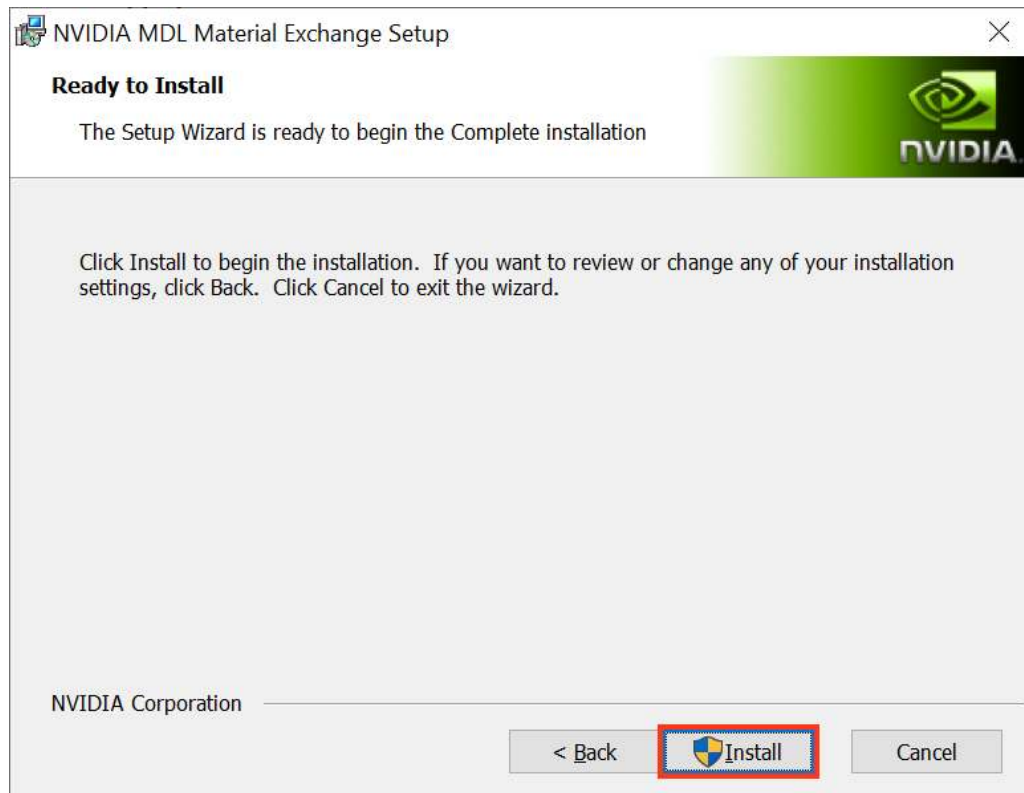 NVIDIA MDL Material Exchange Setup
Ready to Install
The Setup Wizard is ready to begin the Complete installation
NVIDIA.
Click Install to begin the installation.  If you want to review or change any of your installation
settings, click Back.  Click Cancel to exit the wizard.
NVIDIA Corporation
< Back
Install
Cancel